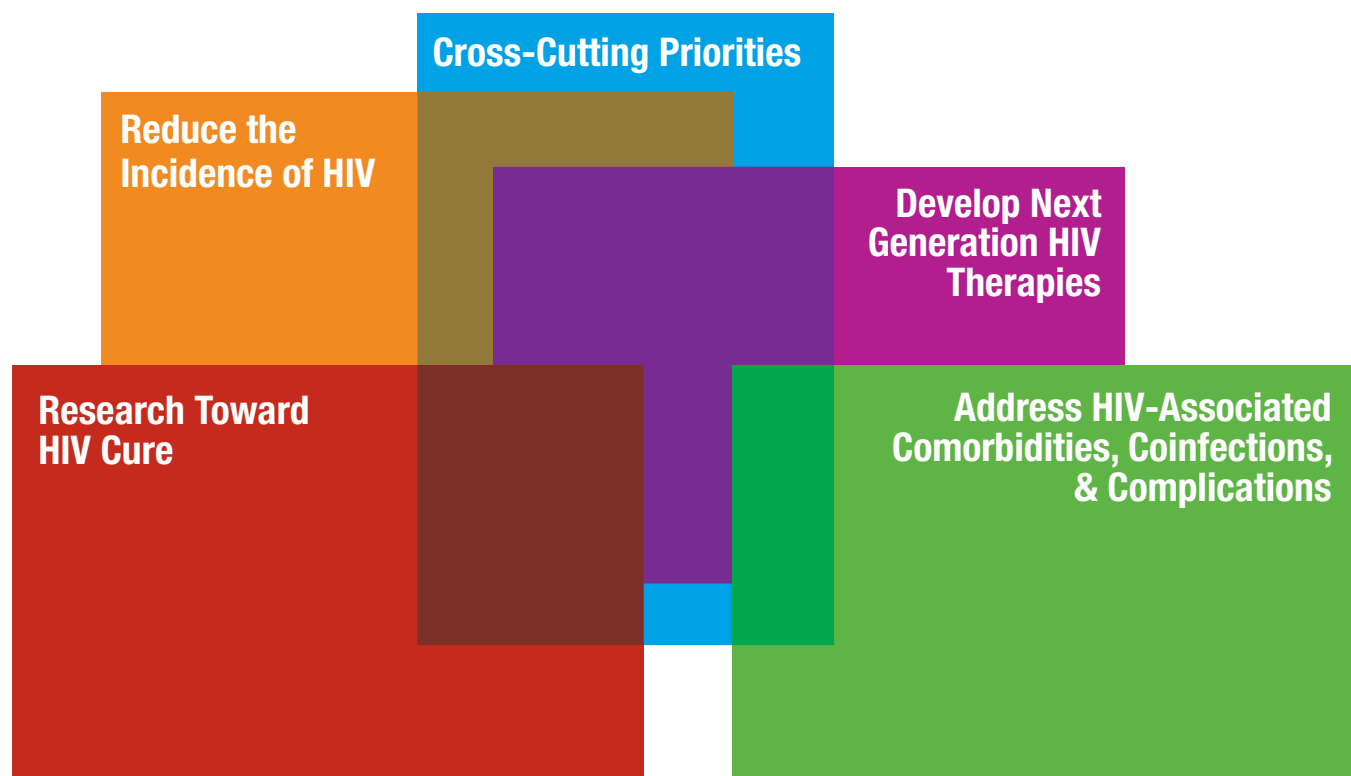 Cross-Cutting Priorities
Reduce the
Incidence of HIV
Develop Next
Generation HIV
Therapies
Research Toward
HIV Cure
Address HIV-Associated
Comorbidities, Coinfections,
& Complications